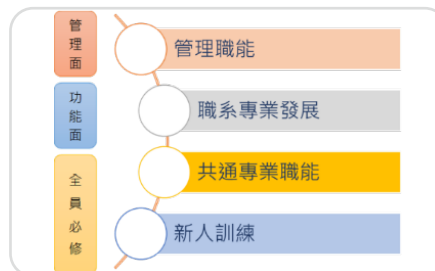 管理面
管理職能
功能面
職系專業發展
全員必修
共通專業職能
新人訓練